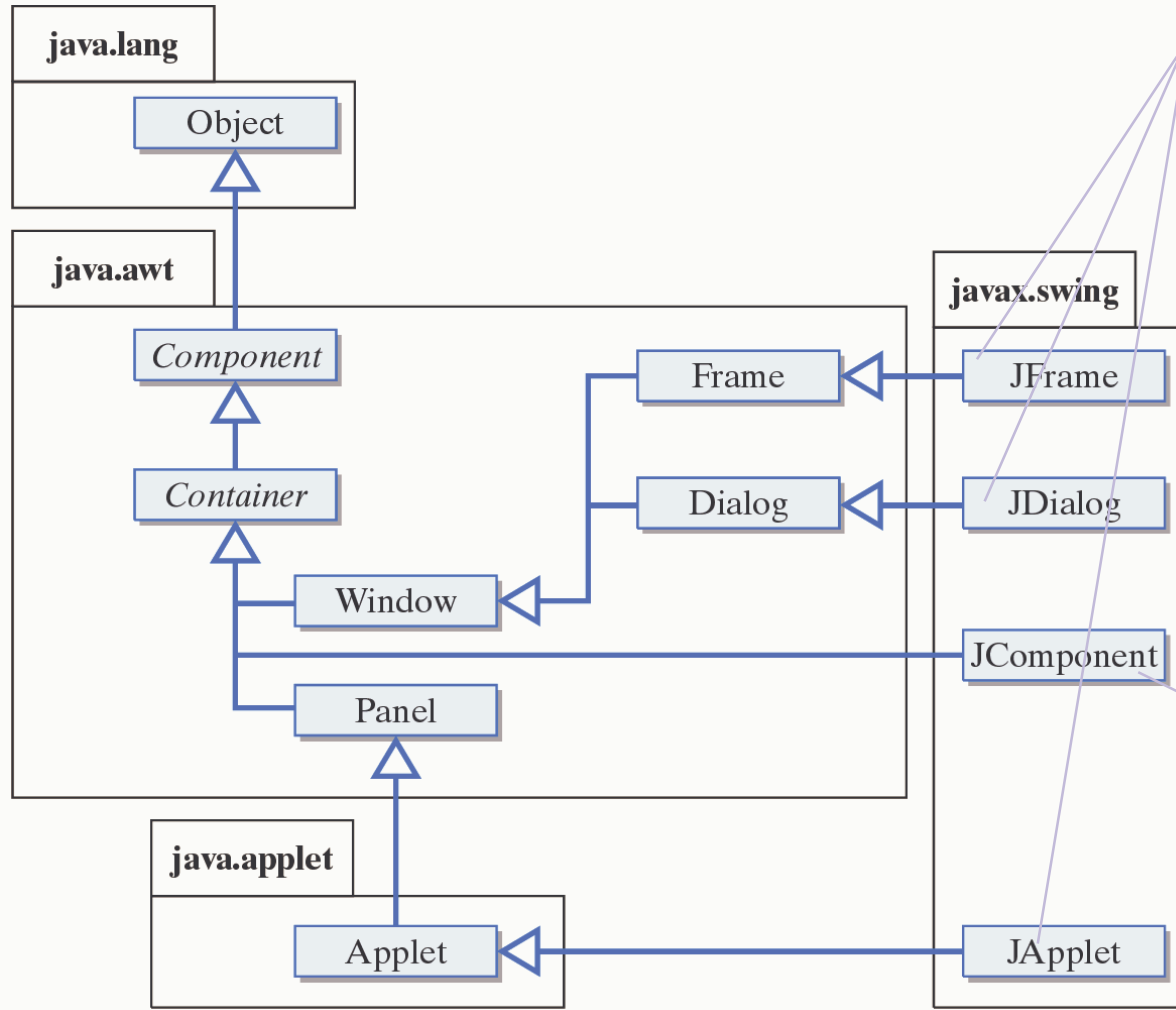 java.lang
Object
java.awt
javax.swing
Component
Frame
JFrame
Container
Dialog
JDialog
Window
JComponent
Panel
java.applet
Applet
JApplet